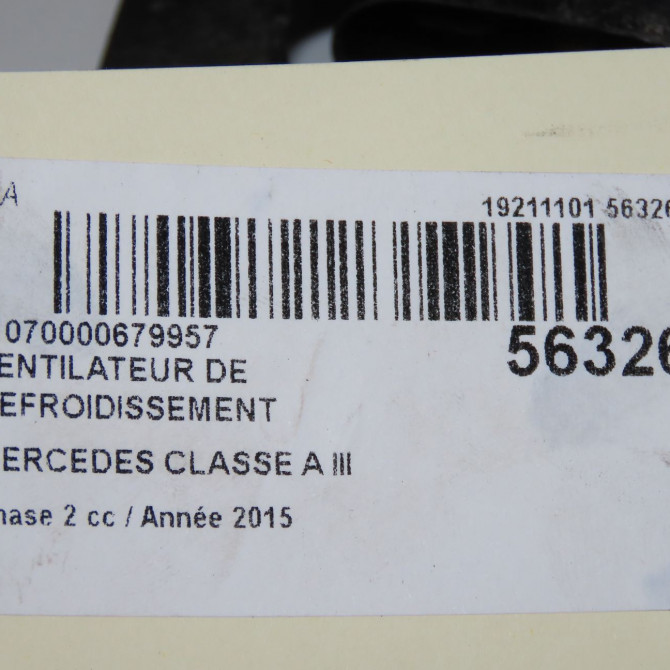 A
19211101 56326
070000679957
56326
ENTILATEUR DE
EFROIDISSEMENT
ERCEDES CLASSE A III
hase 2 cc / Année 2015